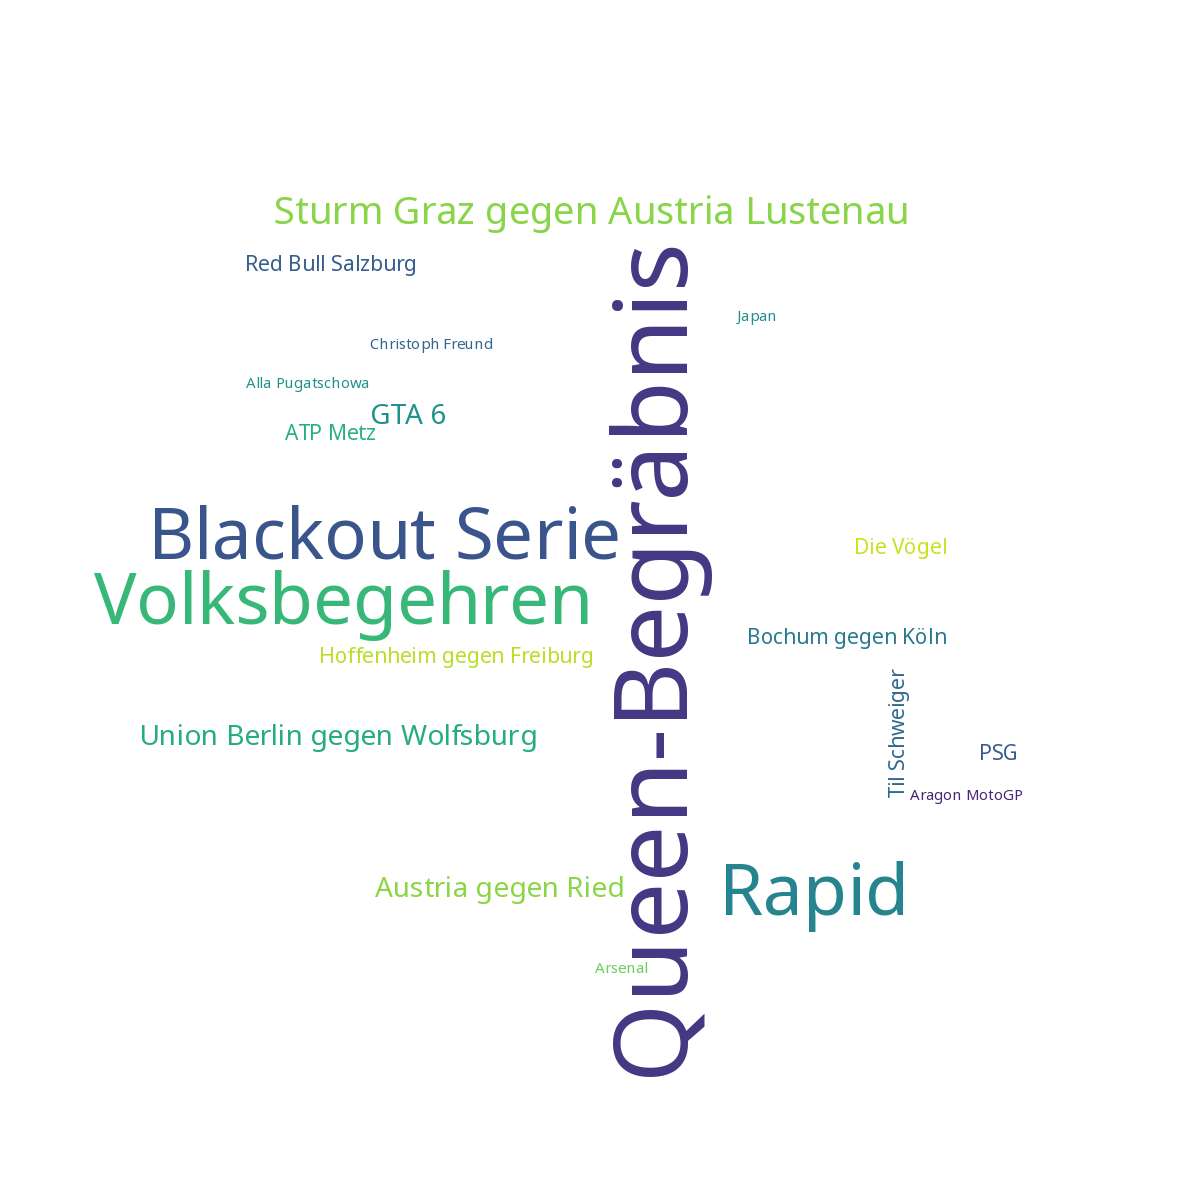 Sturm Graz gegen Austria Lustenau
Red Bull Salzburg
Queen-Begräbnis
Japan
Christoph Freund
Alla Pugatschowa
GTA 6
ATP Metz
Blackout Serie
Die Vögel
Volksbegehren
Bochum gegen Köln
Hoffenheim gegen Freiburg
Til Schweiger
Union Berlin gegen Wolfsburg
PSG
Aragon MotoGP
Austria gegen Ried
Rapid
Arsenal